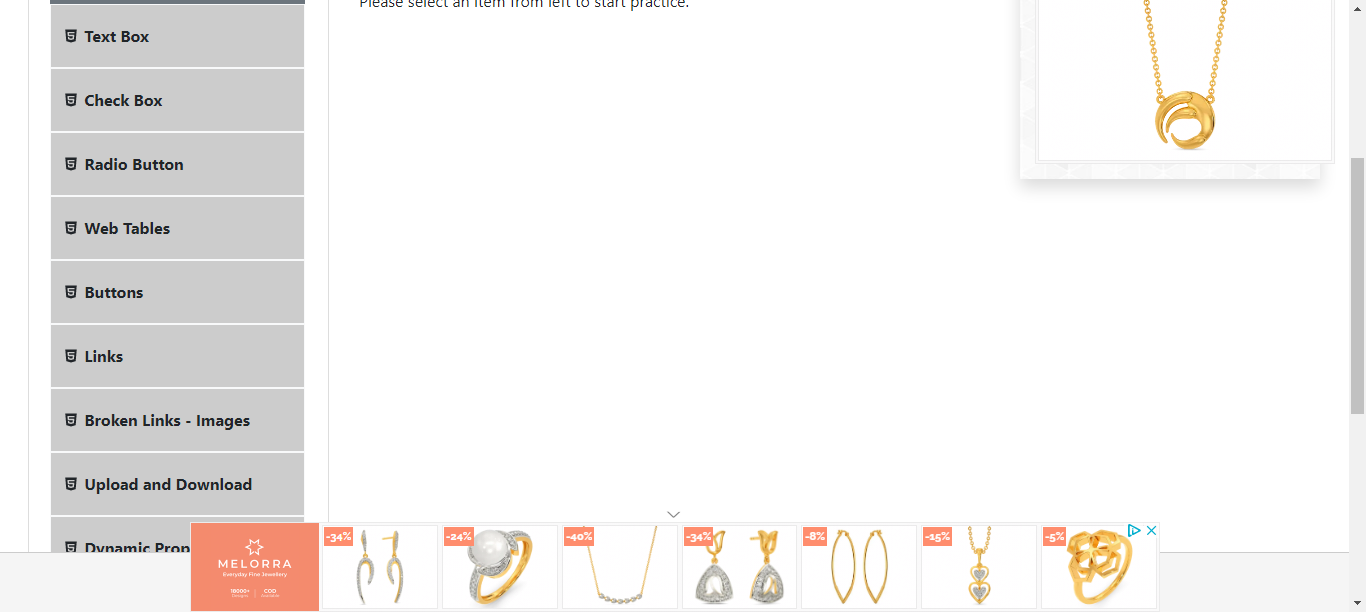 Please select an item from left to start practice.
Text Box
Check Box
Radio Button
Web Tables
Buttons
Links
Broken Links - Images
Upload and Download
Dynamic Prop
MELORRA
Everyday Fine Jewellery
18000+
Designs
COD
Available
-34%
-24%
-40%
-34%
-8%
-15%
-5%